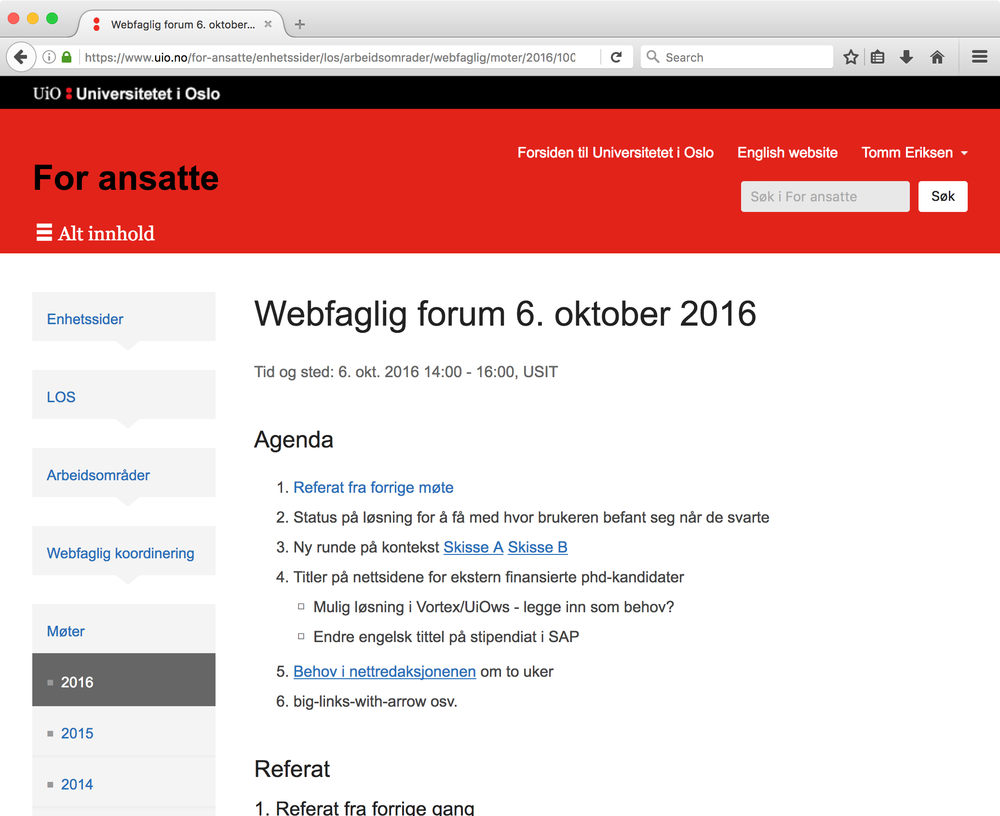 Webfaglig forum 6. oktober...
https://www.uio.no/for-ansatte/enhetssider/los/arbeidsomrader/webfaglig/moter/2016/100
Search
UiO Universitetet i Oslo
Forsiden til Universitetet i Oslo English website Tomm Eriksen
For ansatte
Søk i For ansatte Søk
Alt innhold
Enhetssider
LOS
Arbeidsområder
Webfaglig koordinering
Møter
2016
2015
2014
Webfaglig forum 6. oktober 2016
Tid og sted: 6. okt. 2016 14:00 - 16:00, USIT
Agenda
1. Referat fra forrige møte
2. Status på løsning for å få med hvor brukeren befant seg når de svarte
3. Ny runde på kontekst Skisse A Skisse B
4. Titler på nettsidene for ekstern finansierte phd-kandidater
Mulig løsning i Vortex/UiOws - legge inn som behov?
Endre engelsk tittel på stipendiat i SAP
5. Behov i nettredaksjonenen om to uker
6. big-links-with-arrow osv.
Referat
1. Referat fra forrige gang